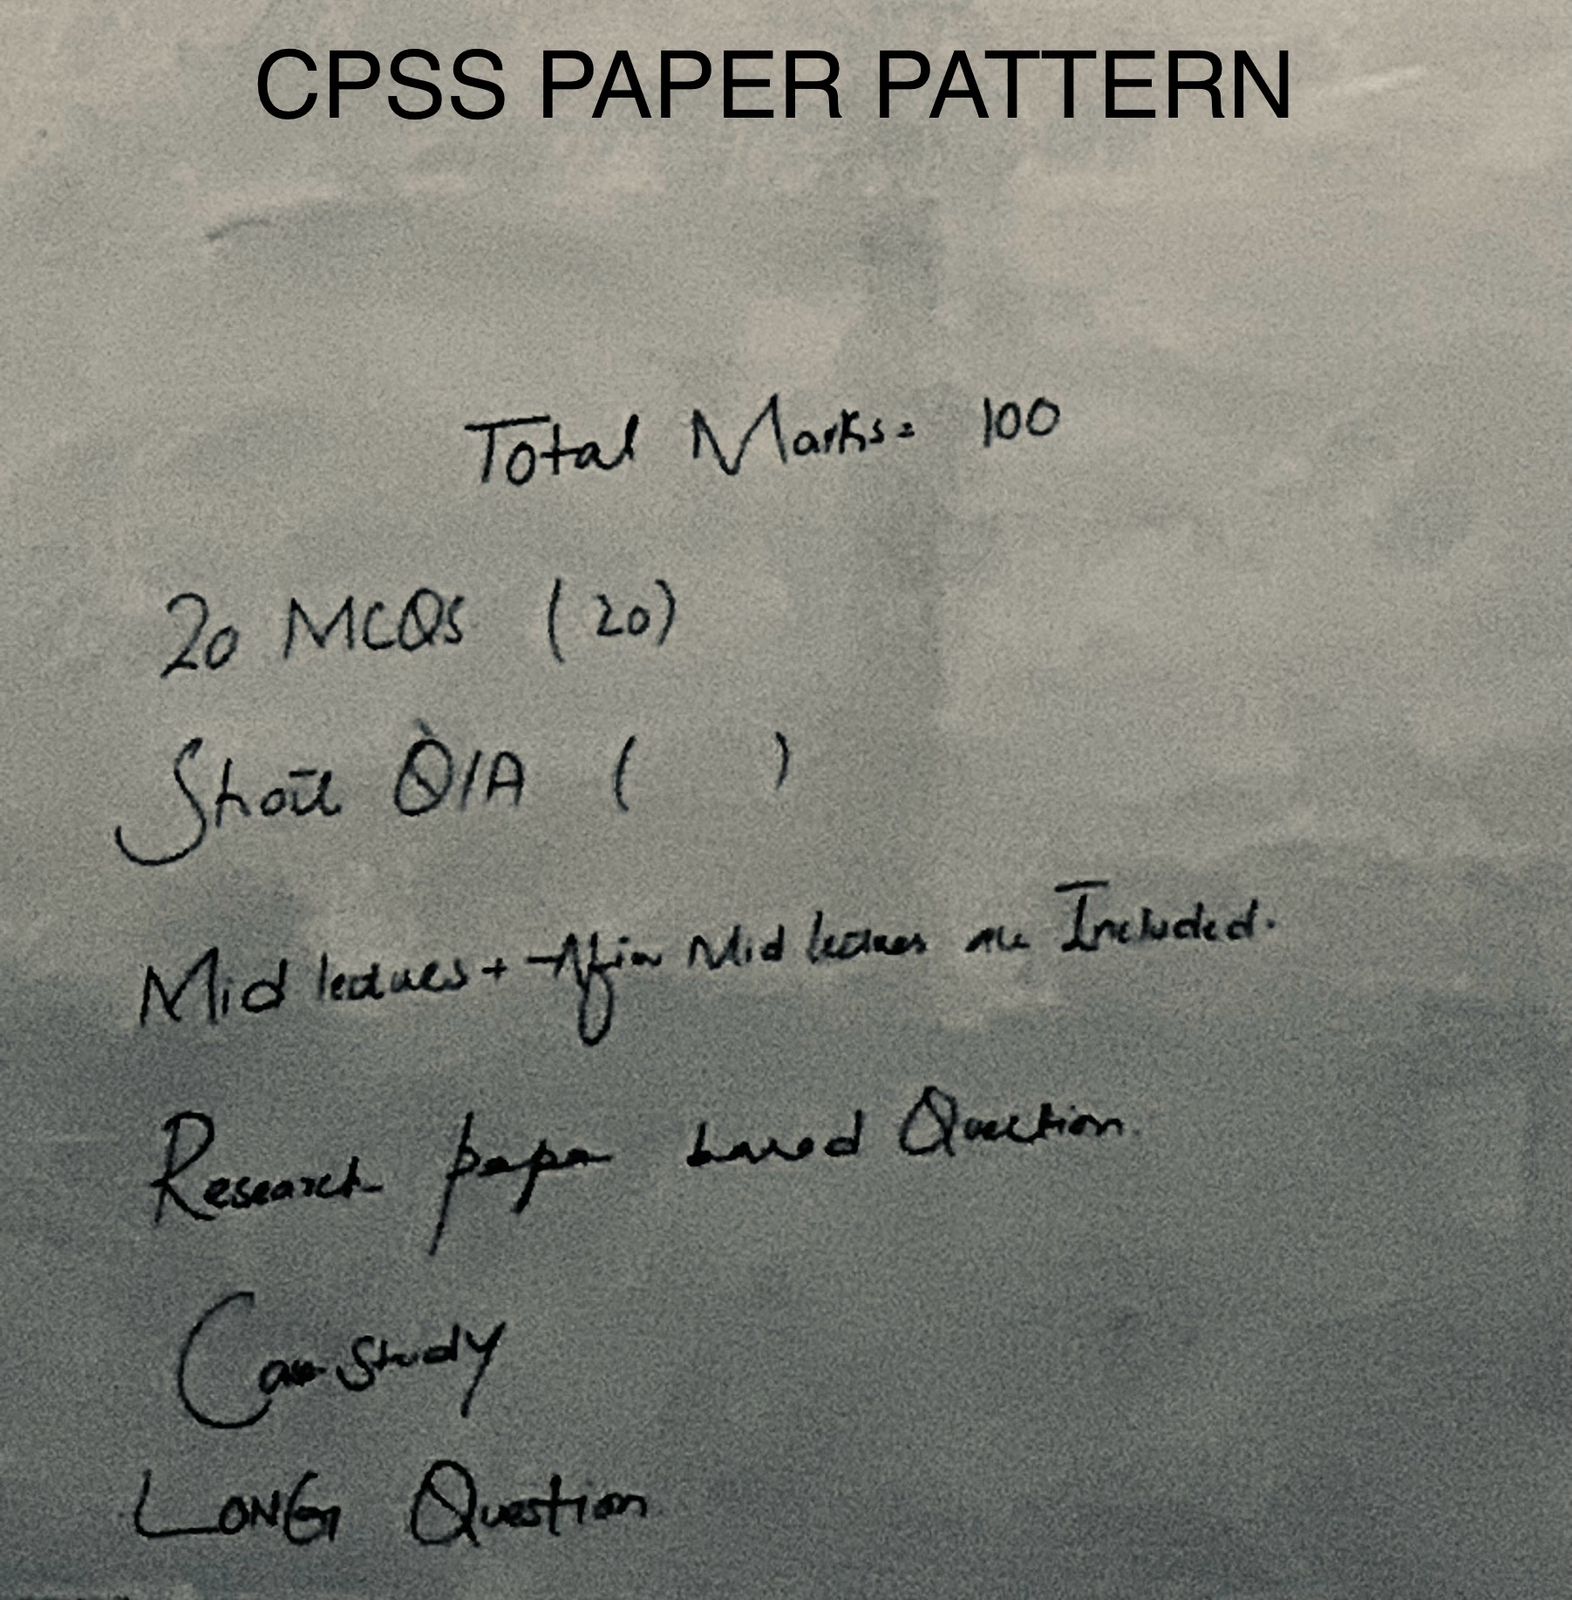 CPSS PAPER PATTERN
Total Marks= 100
20 MCQs (20)
Short Q/A ( )
Mid lectures + After Mid lectures are Included.
Research paper based Question.
Case study
LONG Question